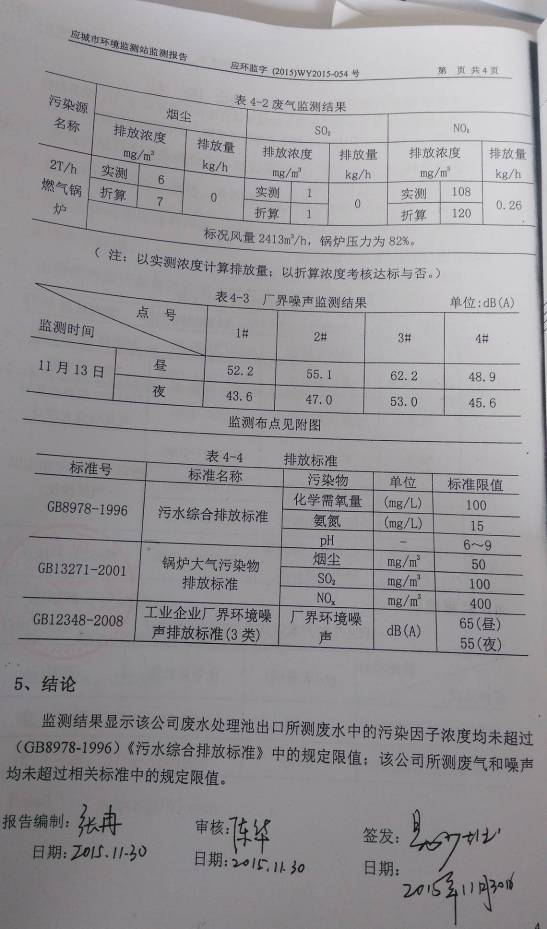 应城市环境监测站监测报告 应环监字 (2015)WY2015-054 号 第 页 共4页
表 4-2 废气监测结果
污染源名称 烟尘 SO₂ NOₓ
排放浓度 mg/m³ 排放量 kg/h 排放浓度 mg/m³ 排放量 kg/h 排放浓度 mg/m³ 排放量 kg/h
2T/h 燃气锅炉 实测 6 0 实测 1 0 实测 108 0.26
折算 7 折算 1 折算 120
标况风量 2413m³/h，锅炉压力为 82%。
（ 注：以实测浓度计算排放量；以折算浓度考核达标与否。）
表4-3 厂界噪声监测结果 单位:dB(A)
监测时间 点 号 1# 2# 3# 4#
11 月 13 日 昼 52.2 55.1 62.2 48.9
夜 43.6 47.0 53.0 45.6
监测布点见附图
表 4-4 排放标准
标准号 标准名称 污染物 单位 标准限值
GB8978-1996 污水综合排放标准 化学需氧量 (mg/L) 100
氨氮 (mg/L) 15
pH － 6～9
GB13271-2001 锅炉大气污染物排放标准 烟尘 mg/m³ 50
SO₂ mg/m³ 100
NOₓ mg/m³ 400
GB12348-2008 工业企业厂界环境噪声排放标准(3 类) 厂界环境噪声 dB(A) 65(昼)
55(夜)
5、结论
监测结果显示该公司废水处理池出口所测废水中的污染因子浓度均未超过
（GB8978-1996）《污水综合排放标准》中的规定限值；该公司所测废气和噪声
均未超过相关标准中的规定限值。
报告编制：张冉 审核：陈华 签发：
日期：2015.11.30 日期：2015.11.30 日期：
2015年11月30日
4